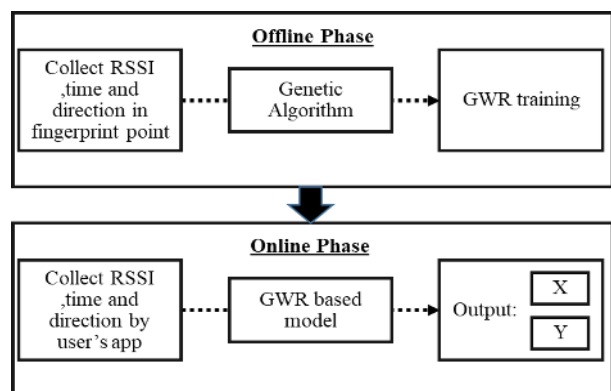 Offline Phase
Collect RSSI
,time and
direction in
fingerprint point
Genetic
Algorithm
GWR training
Online Phase
Collect RSSI
,time and
direction by
user's app
GWR based
model
Output:
X
Y